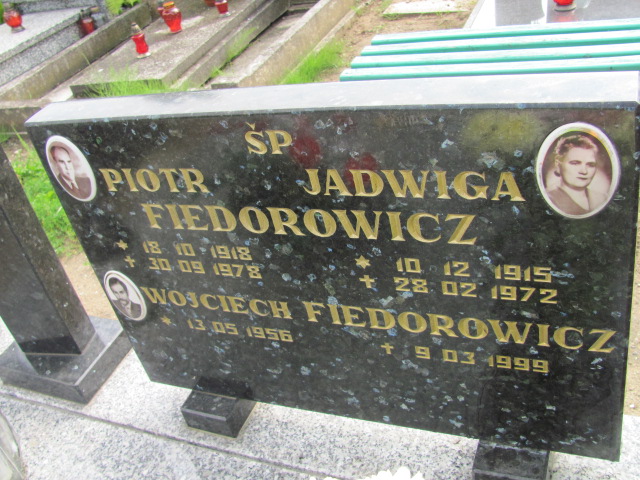 ŚP
PIOTR JADWIGA
FIEDOROWICZ
* 18 10 1918 * 10 12 1915
+ 30 09 1978 + 28 02 1972
WOJCIECH FIEDOROWICZ
* 13 05 1956 + 9 03 1999